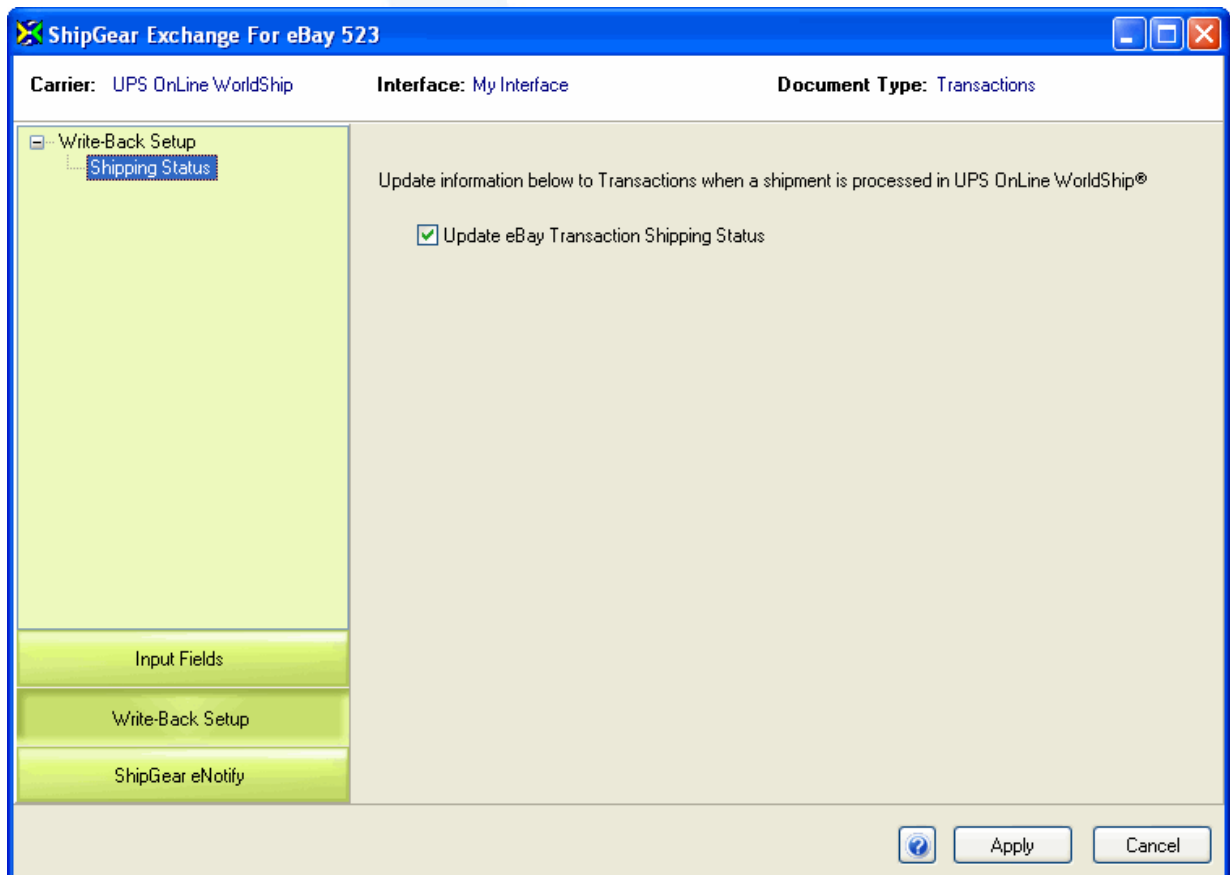 ShipGear Exchange For eBay 523
Carrier: UPS OnLine WorldShip Interface: My Interface Document Type: Transactions
Write-Back Setup
Shipping Status
Update information below to Transactions when a shipment is processed in UPS OnLine WorldShip®
Update eBay Transaction Shipping Status
Input Fields
Write-Back Setup
ShipGear eNotify
? Apply Cancel